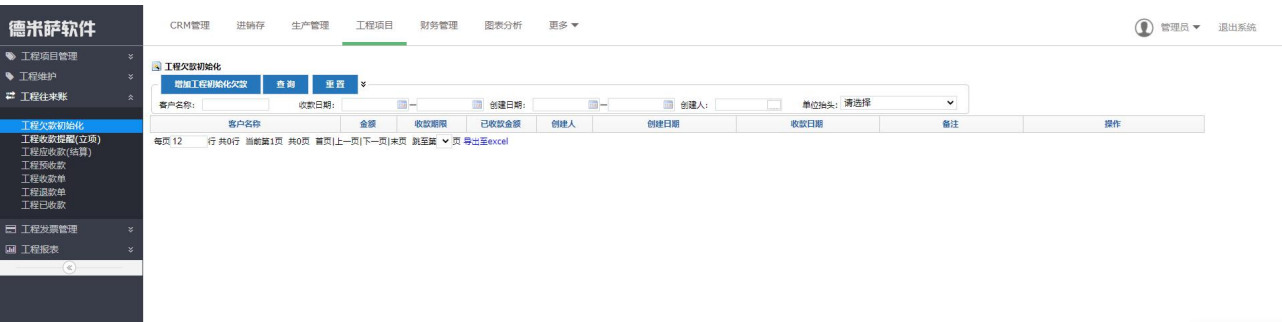 德米萨软件
CRM管理 进销存 生产管理 工程项目 财务管理 图表分析 更多
管理员 退出系统
工程项目管理
工程维护
工程往来账
工程欠款初始化
工程收款提醒(立项)
工程应收款(结算)
工程预收款
工程收款单
工程退款单
工程已收款
工程发票管理
工程报表
工程欠款初始化
增加工程初始化欠款 查 询 重 置
客户名称: 收款日期: — 创建日期: — 创建人: 单位抬头: 请选择
客户名称 金额 收款期限 已收款金额 创建人 创建日期 收款日期 备注 操作
每页 12 行 共0行 当前第1页 共0页 首页|上一页|下一页|末页 跳至第 页 导出至excel